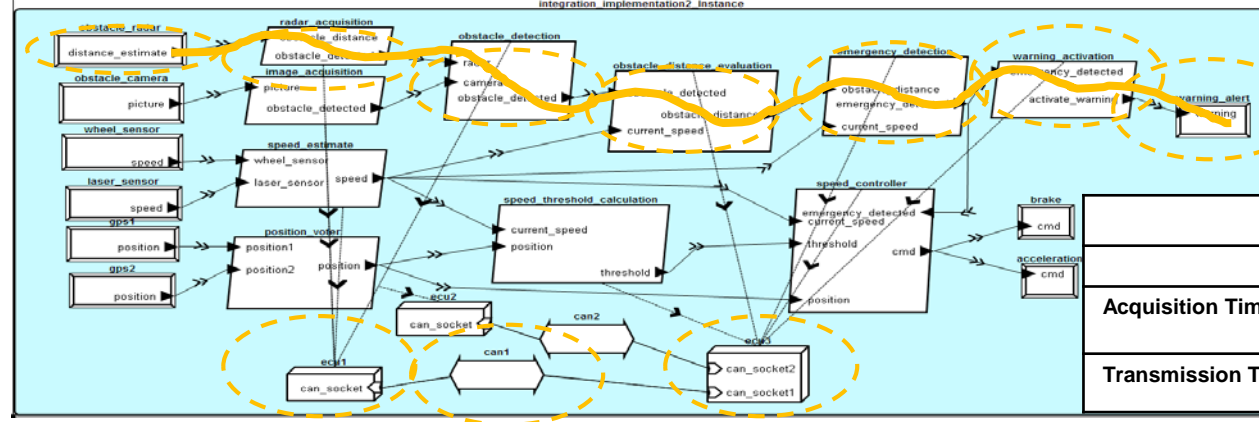 integration_implementation2_Instance
obstacle_radar
distance_estimate
radar_acquisition
obstacle_distance
image_acquisition
picture
obstacle_detected
obstacle_camera
picture
wheel_sensor
speed
laser_sensor
speed
gps1
position
gps2
position
speed_estimate
wheel_sensor
laser_sensor
speed
position_voter
position1
position2
position
obstacle_detection
radar
camera
obstacle_detected
obstacle_distance_evaluation
obstacle_distance
current_speed
emergency_detection
obstacle_distance
current_speed
warning_activation
emergency_detected
activate_warning
warning_alert
warning
speed_threshold_calculation
current_speed
position
threshold
speed_controller
emergency_detected
current_speed
threshold
cmd
position
brake
cmd
acceleration
cmd
ecu2
can_socket
can2
ecu1
can_socket
can1
ecu3
can_socket2
can_socket1
Acquisition Tim
Transmission T